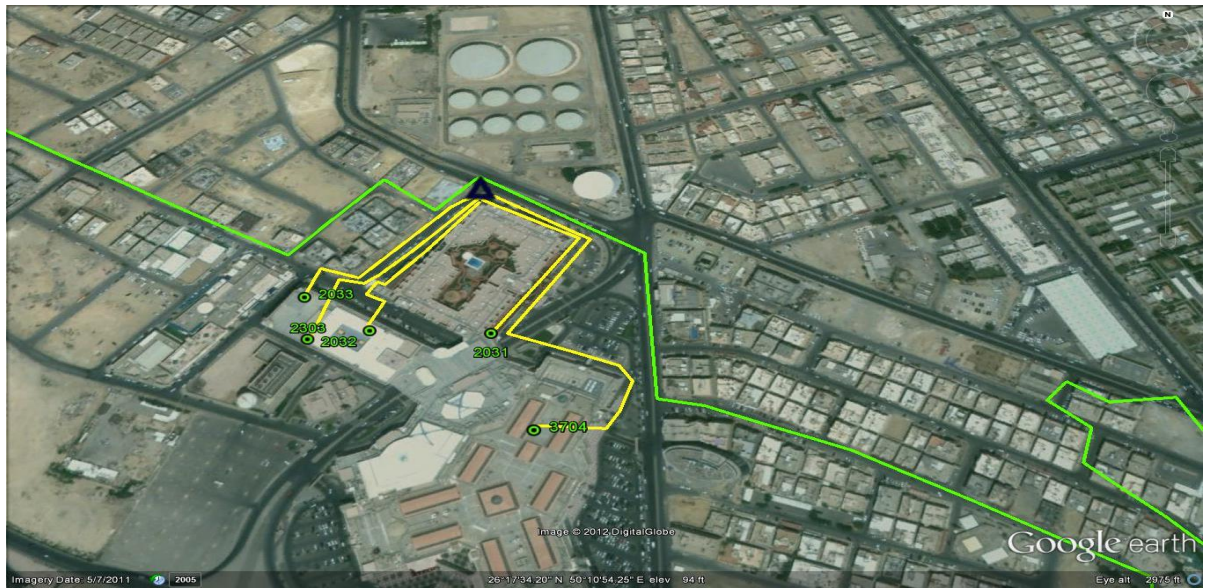 N
2033
2303
2032
2031
3704
Image © 2012 DigitalGlobe
Google earth
Imagery Date: 5/7/2011
2005
26°17'34.20" N 50°10'54.25" E elev 94 ft
Eye alt 2975 ft